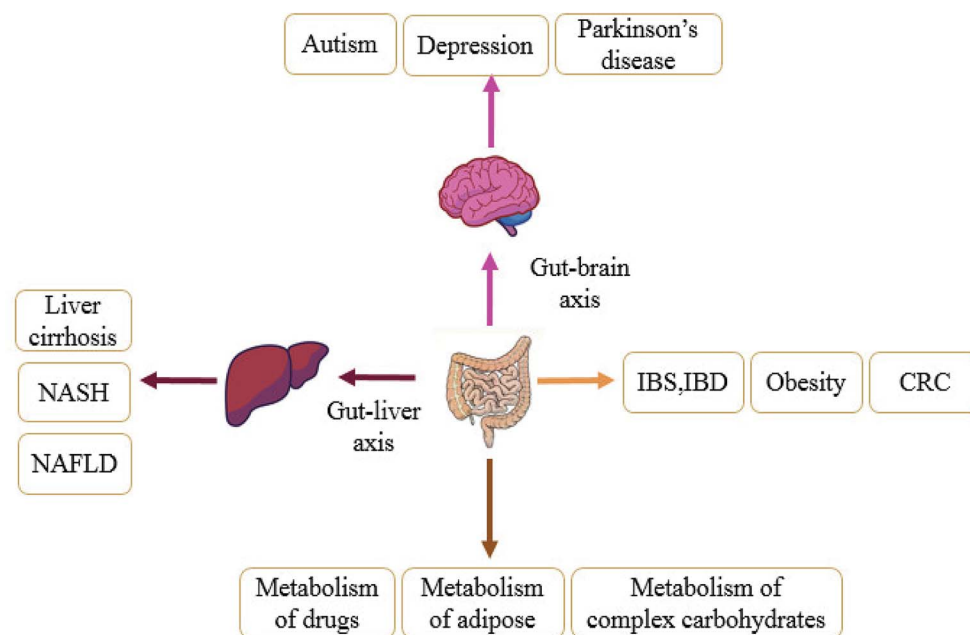 Autism
Depression
Parkinson's
disease
Gut-brain
axis
Liver
cirrhosis
NASH
NAFLD
Gut-liver
axis
IBS,IBD
Obesity
CRC
Metabolism
of drugs
Metabolism
of adipose
Metabolism of
complex carbohydrates